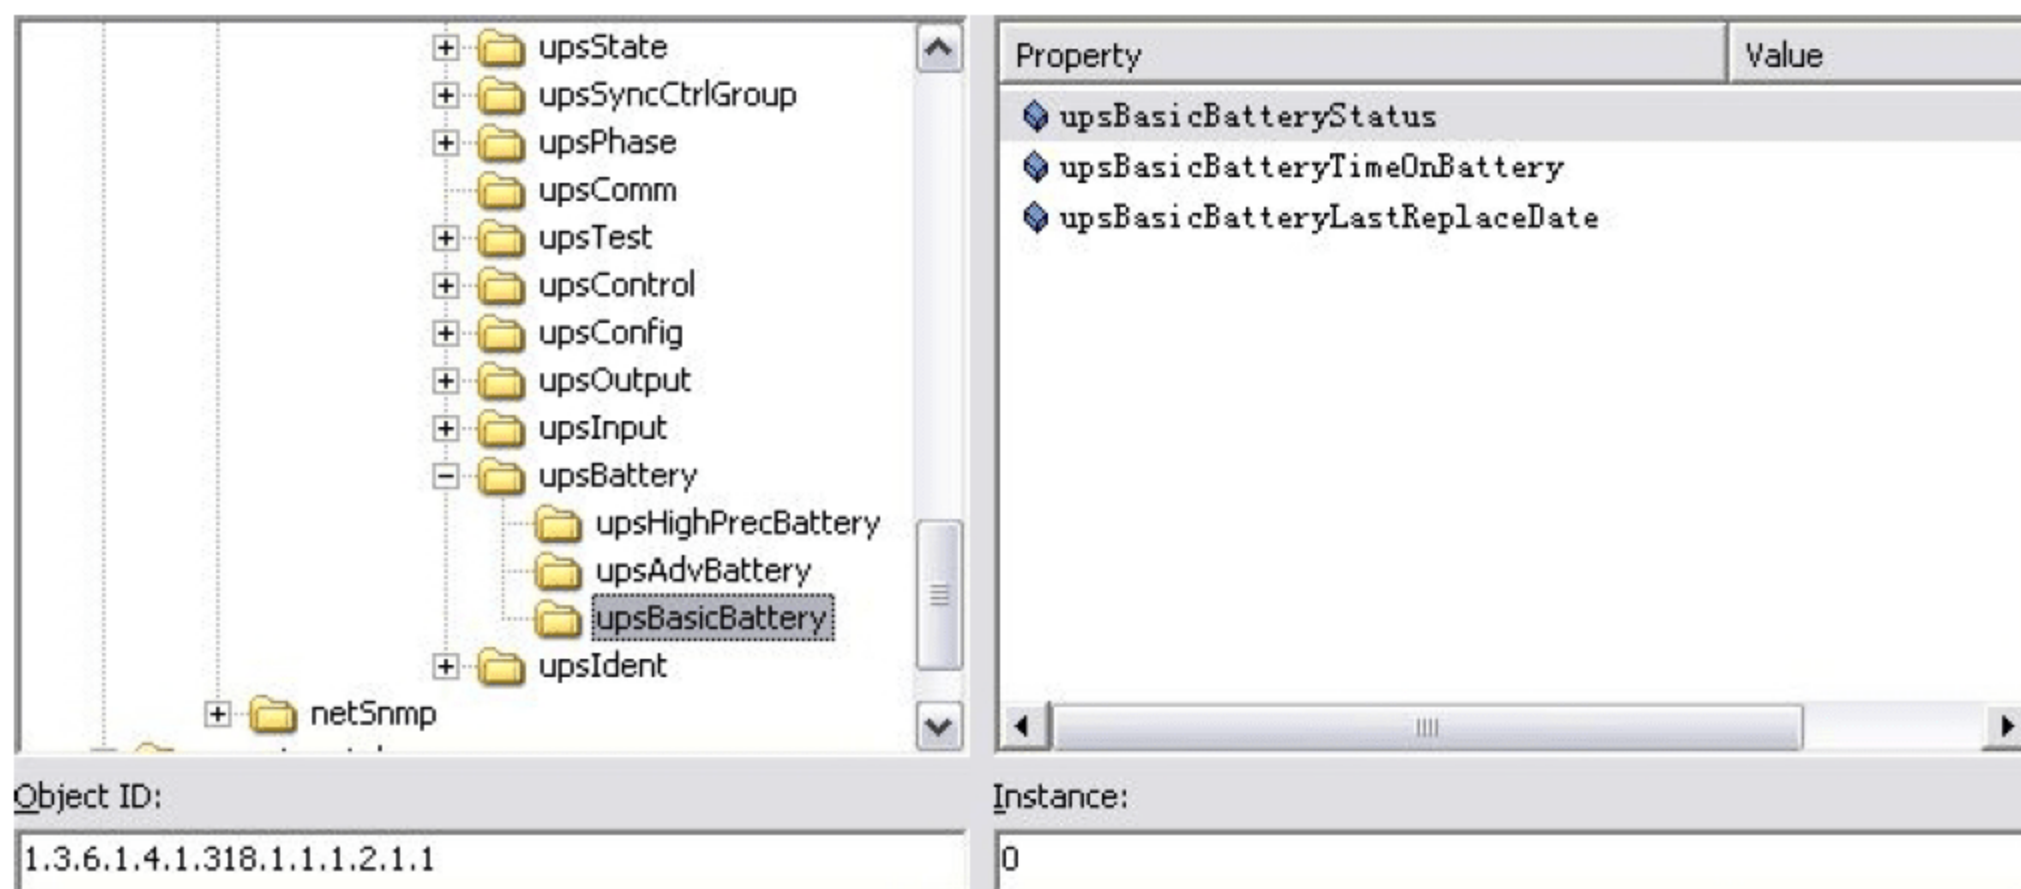 upsState
upsSyncCtrlGroup
upsPhase
upsComm
upsTest
upsControl
upsConfig
upsOutput
upsInput
upsBattery
upsHighPrecBattery
upsAdvBattery
upsBasicBattery
upsIdent
netSnmp
Property Value
upsBasicBatteryStatus
upsBasicBatteryTimeOnBattery
upsBasicBatteryLastReplaceDate
Object ID:
1.3.6.1.4.1.318.1.1.1.2.1.1
Instance:
0